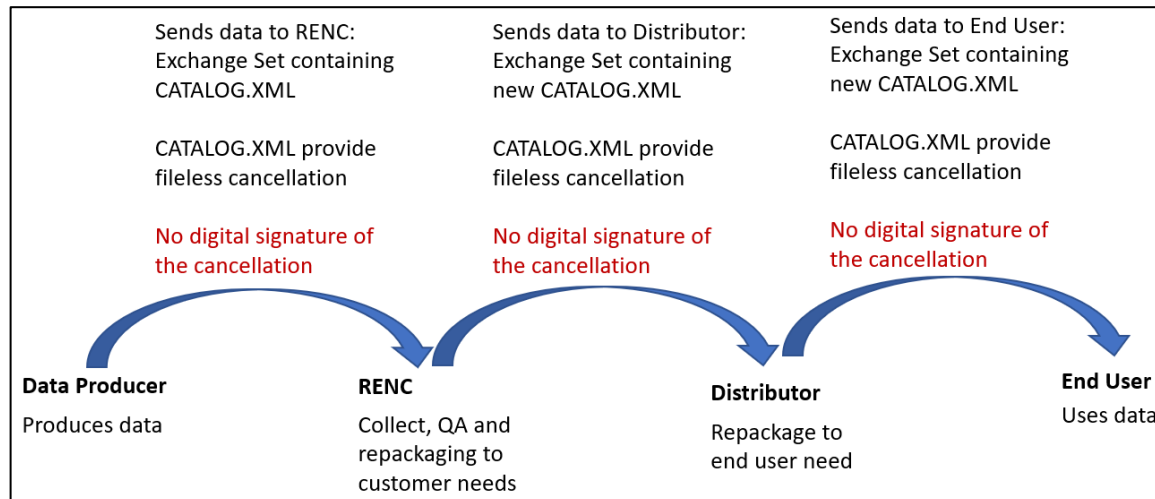 Sends data to RENC:
Exchange Set containing
CATALOG.XML
CATALOG.XML provide
fileless cancellation
No digital signature of
the cancellation
Sends data to Distributor:
Exchange Set containing
new CATALOG.XML
CATALOG.XML provide
fileless cancellation
No digital signature of
the cancellation
Sends data to End User:
Exchange Set containing
new CATALOG.XML
CATALOG.XML provide
fileless cancellation
No digital signature of
the cancellation
Data Producer
Produces data
RENC
Collect, QA and
repackaging to
customer needs
Distributor
Repackage to
end user need
End User
Uses data